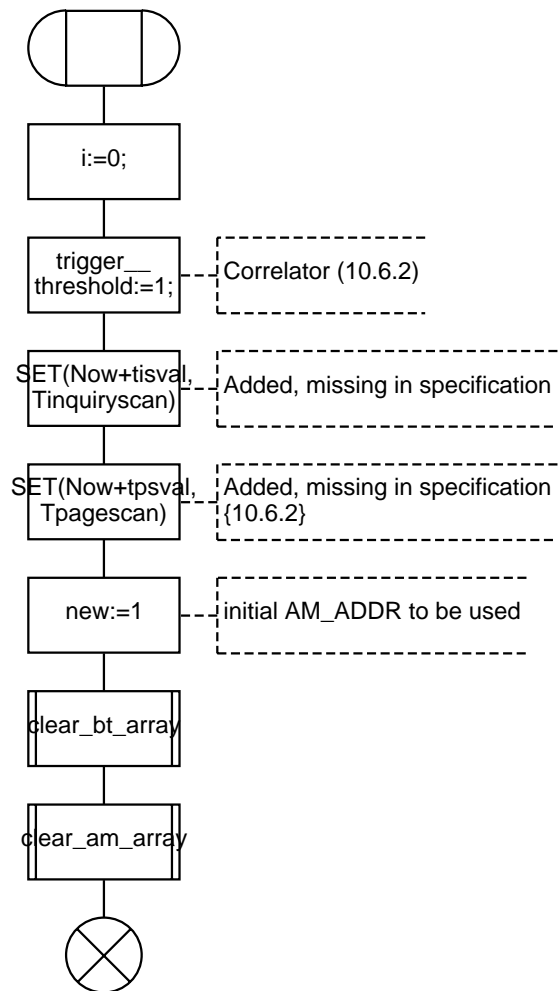 i:=0;
trigger__
threshold:=1;
Correlator (10.6.2)
SET(Now+tisval,
Tinquiryscan)
Added, missing in specification
SET(Now+tpsval,
Tpagescan)
Added, missing in specification
{10.6.2}
new:=1
initial AM_ADDR to be used
clear_bt_array
clear_am_array